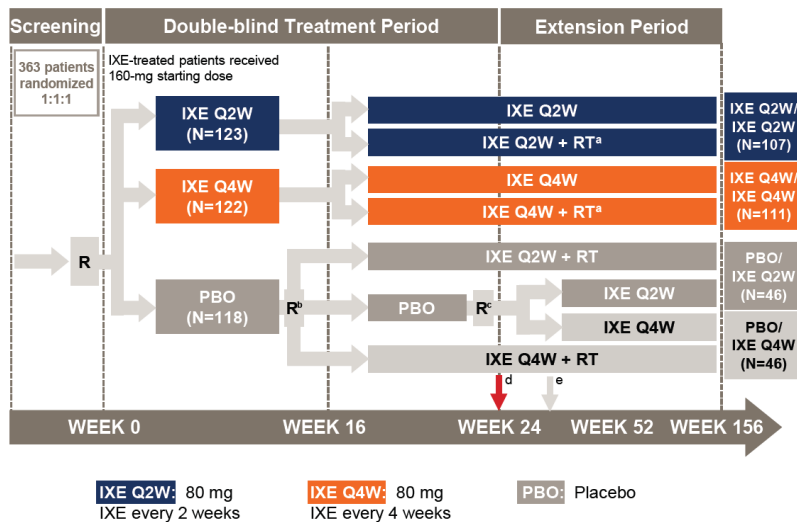 Screening
Double-blind Treatment Period
Extension Period
363 patients
randomized
1:1:1
IXE-treated patients received
160-mg starting dose
IXE Q2W
(N=123)
IXE Q2W
IXE Q2W + RTa
IXE Q2W/
IXE Q2W
(N=107)
IXE Q4W
(N=122)
IXE Q4W
IXE Q4W + RTa
IXE Q4W/
IXE Q4W
(N=111)
R
PBO
(N=118)
Rb
IXE Q2W + RT
PBO
Rc
IXE Q2W
IXE Q4W
IXE Q4W + RT
PBO/
IXE Q2W
(N=46)
PBO/
IXE Q4W
(N=46)
d
e
WEEK 0
WEEK 16
WEEK 24
WEEK 52
WEEK 156
IXE Q2W: 80 mg
IXE every 2 weeks
IXE Q4W: 80 mg
IXE every 4 weeks
PBO: Placebo